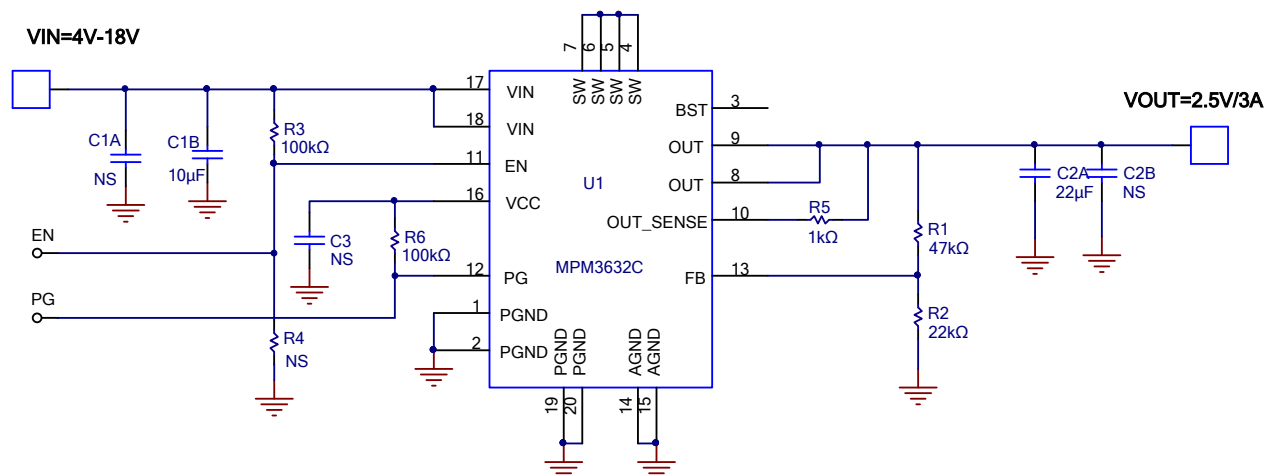 VIN=4V-18V
7
6
5
4
SW
SW
SW
SW
17
VIN
18
VIN
11
EN
16
VCC
12
PG
1
PGND
2
PGND
BST
3
OUT
9
OUT
8
OUT_SENSE
10
FB
13
U1
MPM3632C
PGND
PGND
AGND
AGND
19
20
14
15
C1A
NS
C1B
10µF
R3
100kΩ
C3
NS
R6
100kΩ
EN
PG
R4
NS
R5
1kΩ
R1
47kΩ
R2
22kΩ
C2A
22µF
C2B
NS
VOUT=2.5V/3A